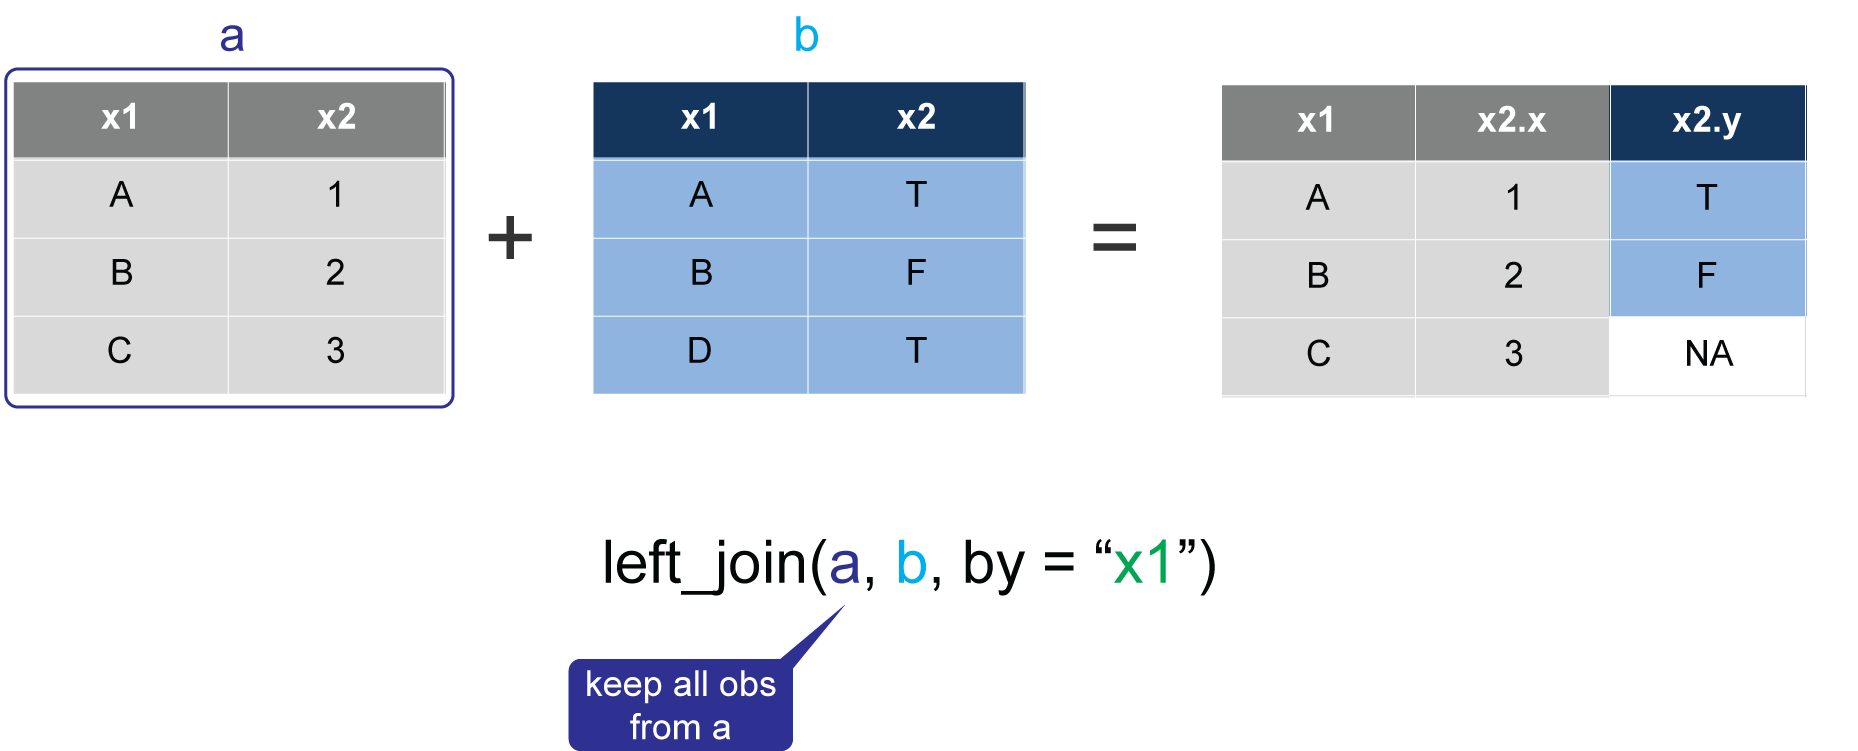 a
b
x1 x2
A 1
B 2
C 3
+
x1 x2
A T
B F
D T
=
x1 x2.x x2.y
A 1 T
B 2 F
C 3 NA
left_join(a, b, by = “x1”)
keep all obs
from a